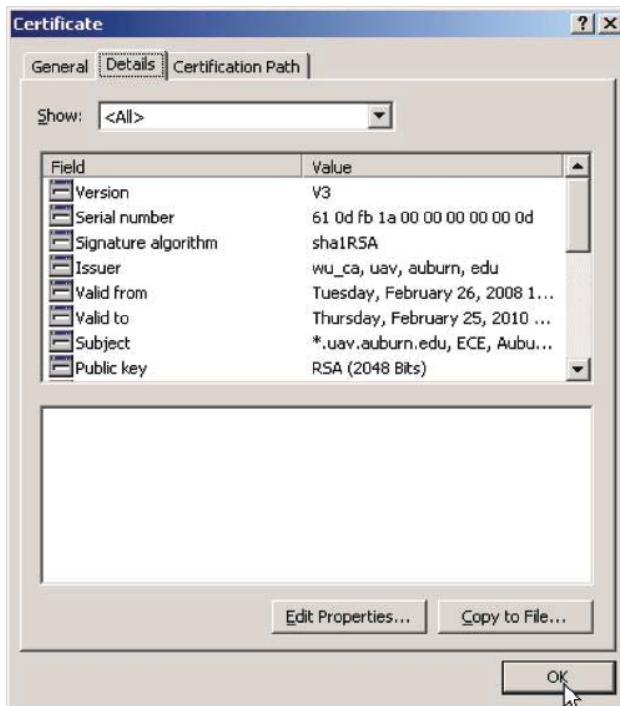 Certificate
General Details Certification Path
Show: <All>
Field Value
Version V3
Serial number 61 0d fb 1a 00 00 00 00 00 0d
Signature algorithm sha1RSA
Issuer wu_ca, uav, auburn, edu
Valid from Tuesday, February 26, 2008 1...
Valid to Thursday, February 25, 2010 ...
Subject *.uav.auburn.edu, ECE, Aubu...
Public key RSA (2048 Bits)
Edit Properties... Copy to File...
OK